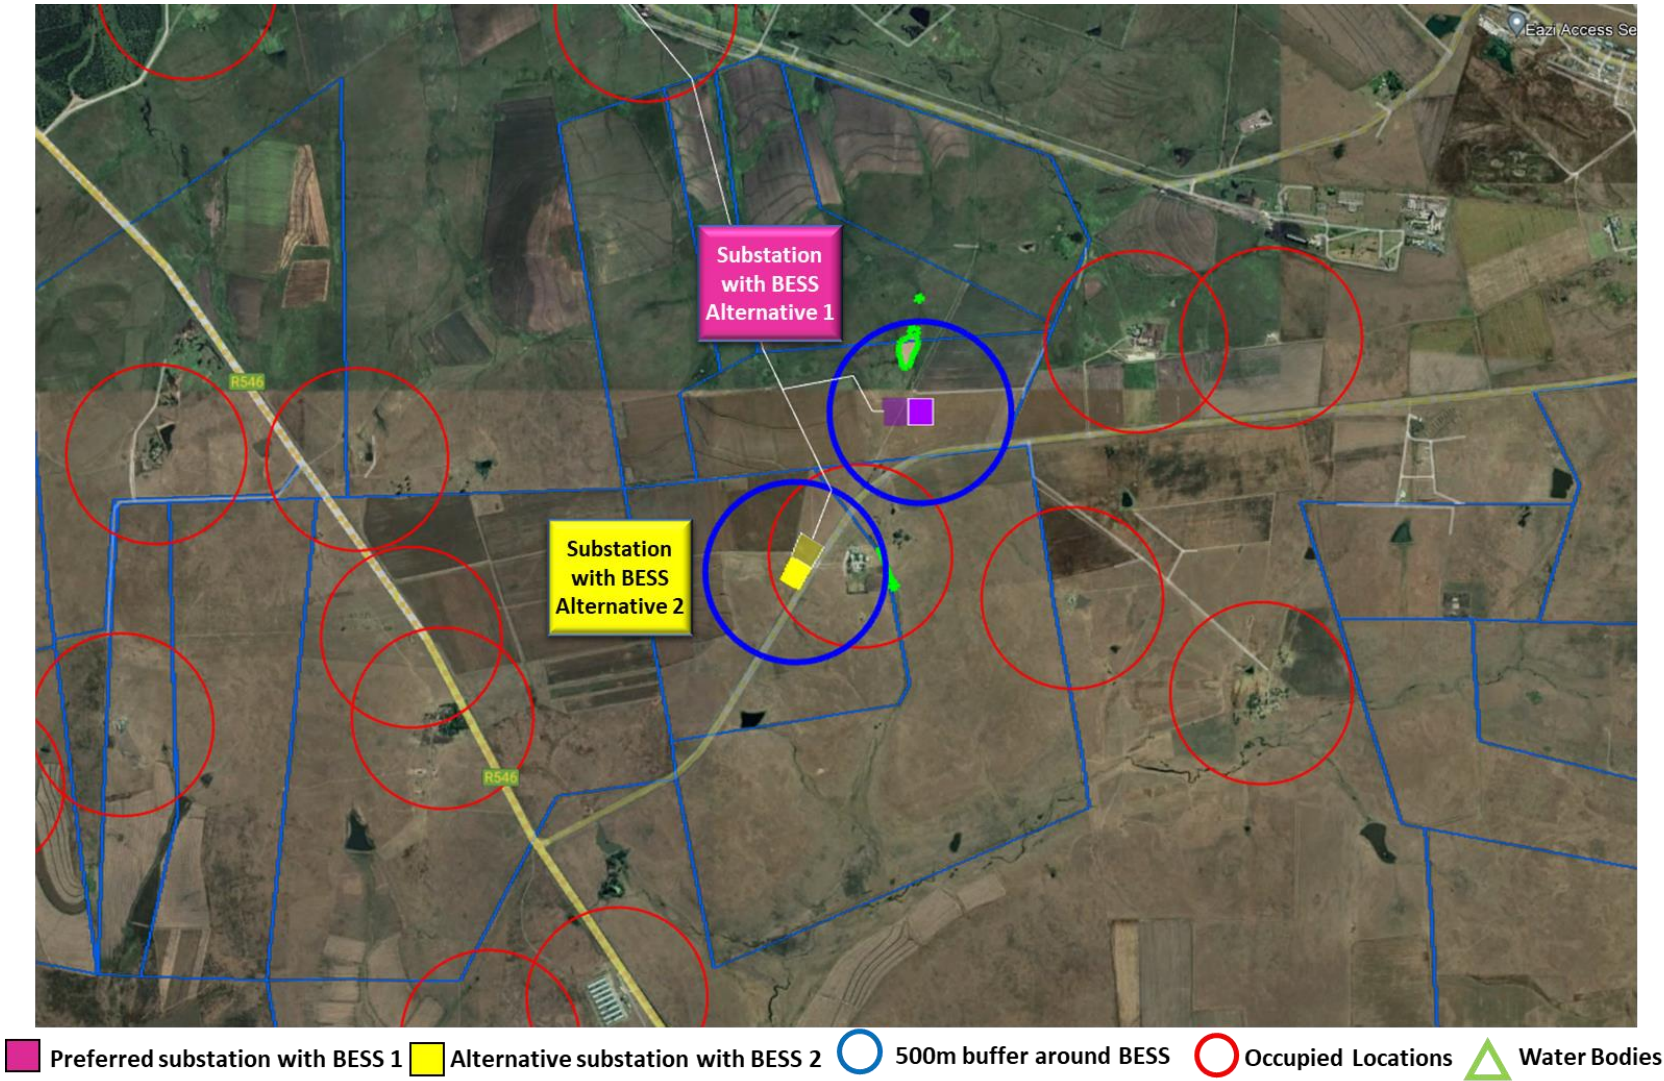 Eazi Access Se
Substation
with BESS
Alternative 1
R546
Substation
with BESS
Alternative 2
R546
Preferred substation with BESS 1
Alternative substation with BESS 2
500m buffer around BESS
Occupied Locations
Water Bodies